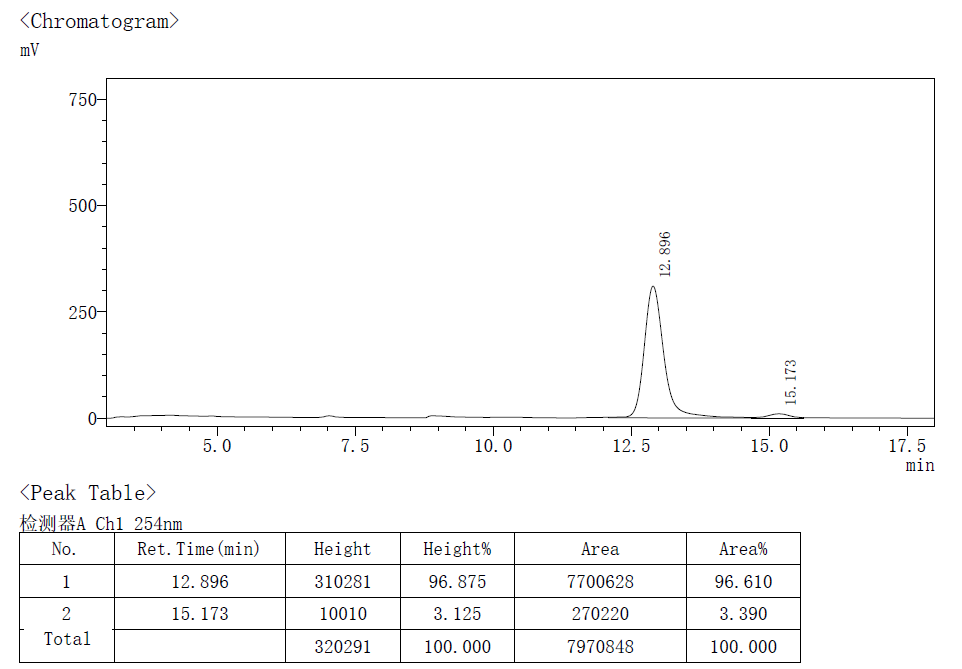 <Chromatogram>
mV
750
500
250
0
12.896
15.173
5.0 7.5 10.0 12.5 15.0 17.5
min
<Peak Table>
检测器A Ch1 254nm
No. Ret.Time(min) Height Height% Area Area%
1 12.896 310281 96.875 7700628 96.610
2 15.173 10010 3.125 270220 3.390
Total 320291 100.000 7970848 100.000